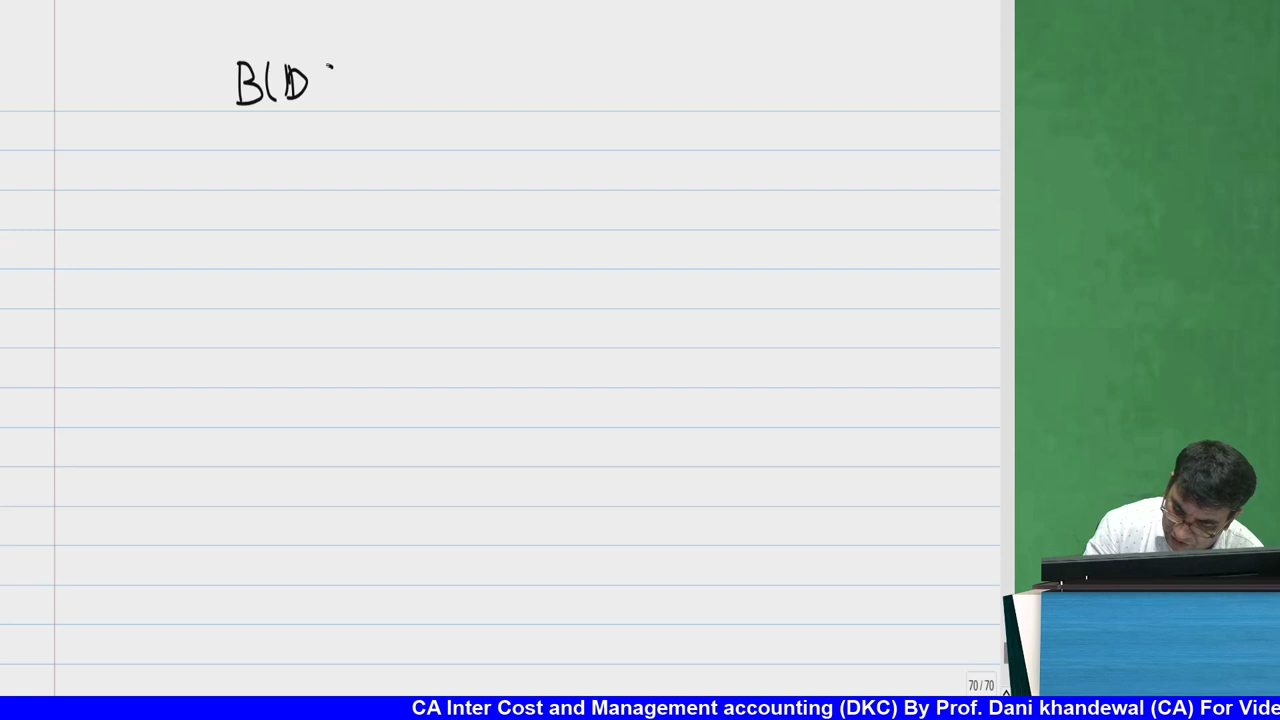 B(D
70/70
CA Inter Cost and Management accounting (DKC) By Prof. Dani khandewal (CA) For Vide